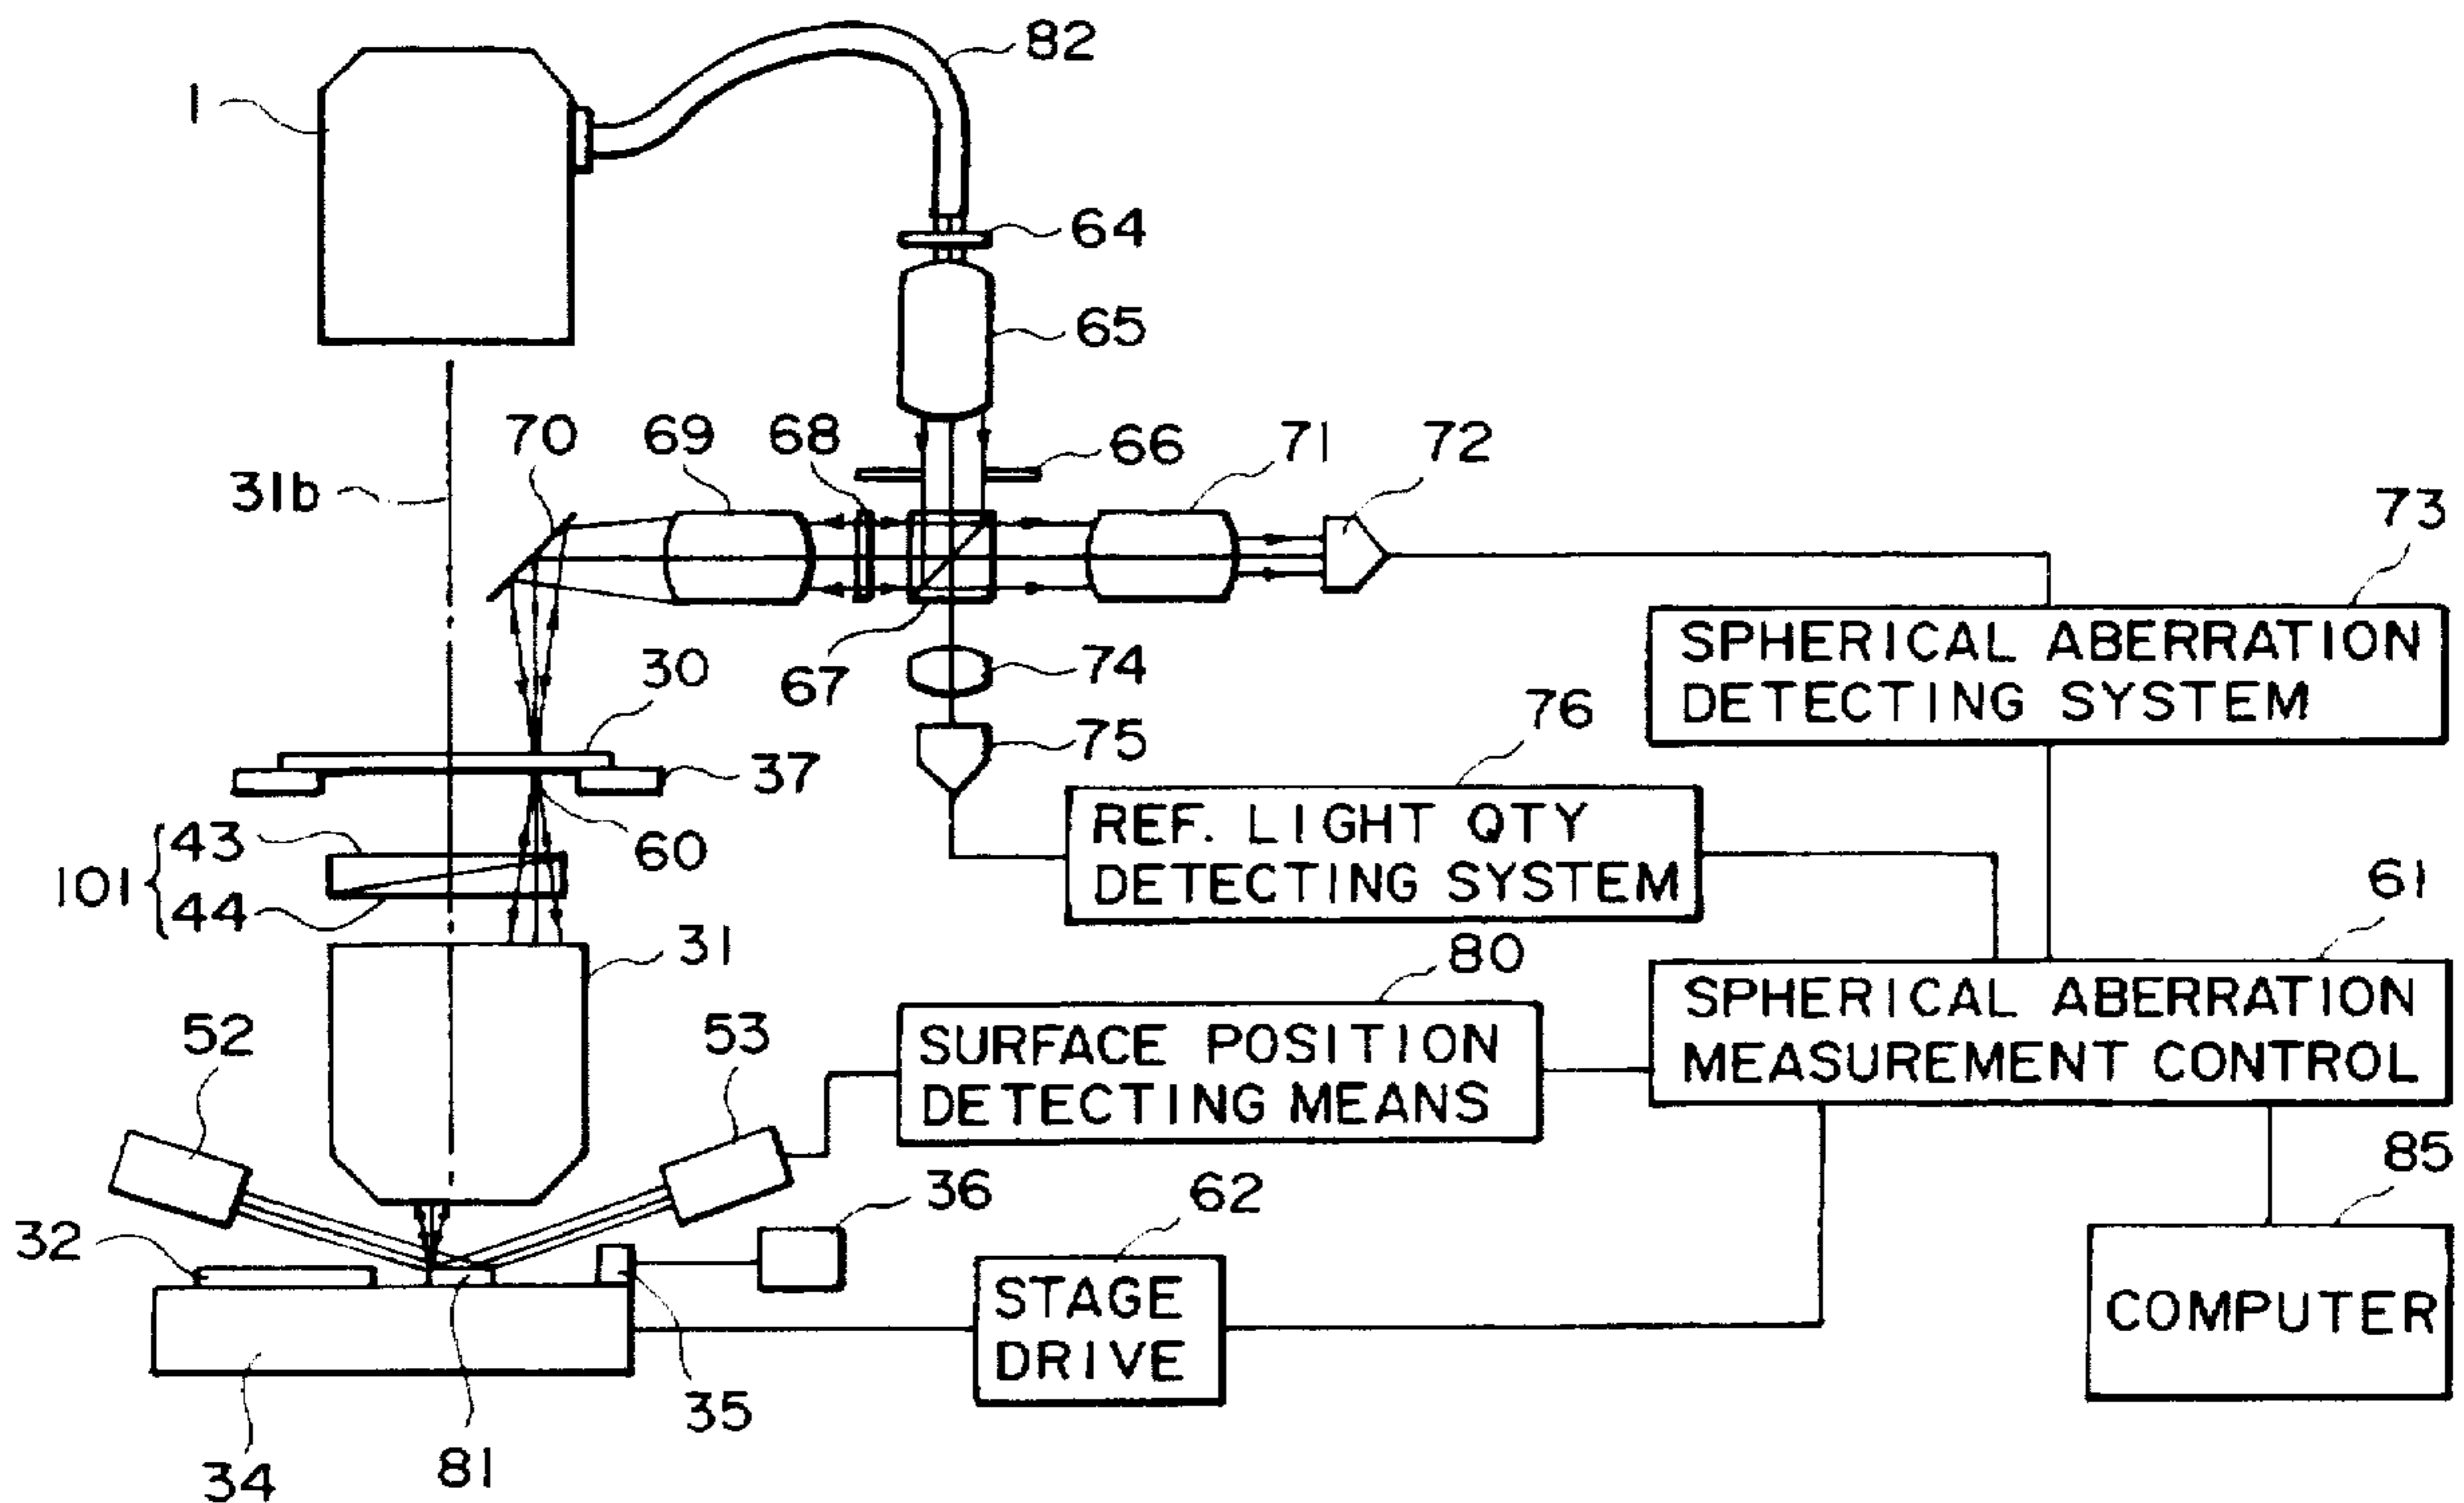 82
1
64
65
70
69
68
66
71
72
31b
73
SPHERICAL ABERRATION
DETECTING SYSTEM
67
74
30
76
75
37
REF. LIGHT QTY
DETECTING SYSTEM
101
43
44
60
61
31
80
SPHERICAL ABERRATION
MEASUREMENT CONTROL
52
53
SURFACE POSITION
DETECTING MEANS
85
36
62
32
STAGE
DRIVE
COMPUTER
35
34
81